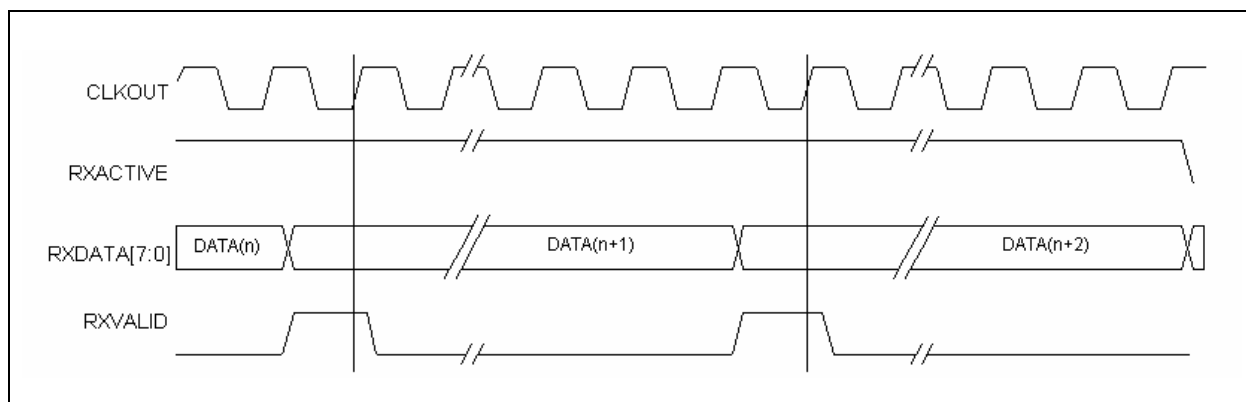 CLKOUT
RXACTIVE
RXDATA[7:0]
DATA(n)
DATA(n+1)
DATA(n+2)
RXVALID